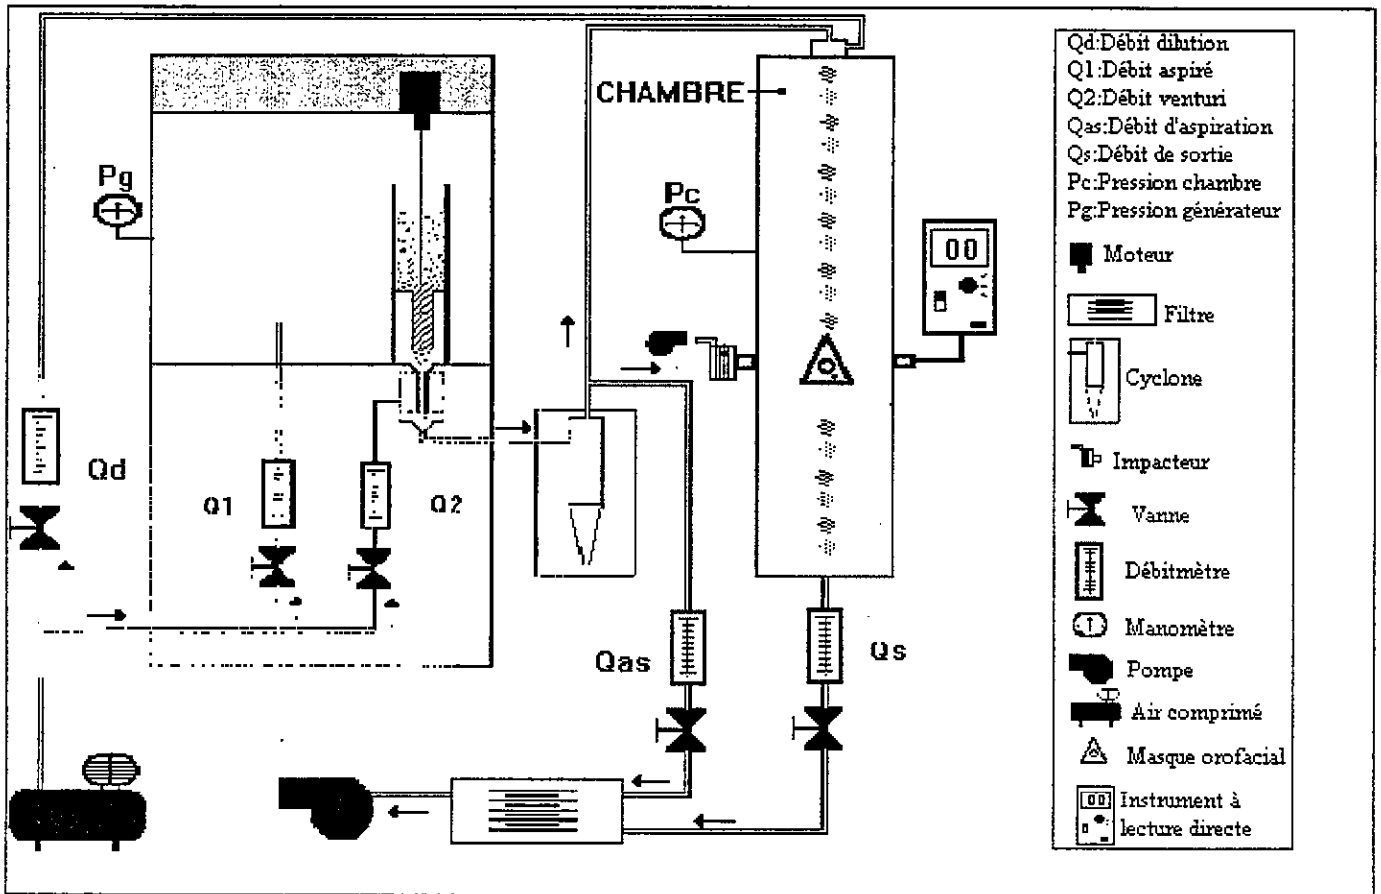 CHAMBRE
Pg
Pc
00
Qd
Q1
Q2
Qas
Qs
Qd:Débit dilution
Q1:Débit aspiré
Q2:Débit venturi
Qas:Débit d'aspiration
Qs:Débit de sortie
Pc:Pression chambre
Pg:Pression générateur
Moteur
Filtre
Cyclone
Impacteur
Vanne
Débitmètre
Manomètre
Pompe
Air comprimé
Masque orofacial
00
Instrument à
lecture directe